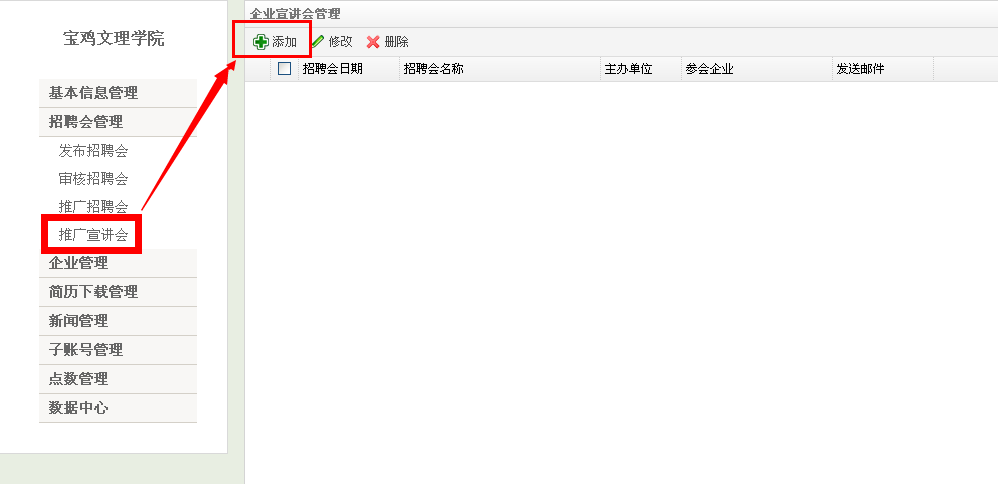 宝鸡文理学院
基本信息管理
招聘会管理
发布招聘会
审核招聘会
推广招聘会
推广宣讲会
企业管理
简历下载管理
新闻管理
子账号管理
点数管理
数据中心
企业宣讲会管理
添加 修改 删除
招聘会日期 招聘会名称 主办单位 参会企业 发送邮件